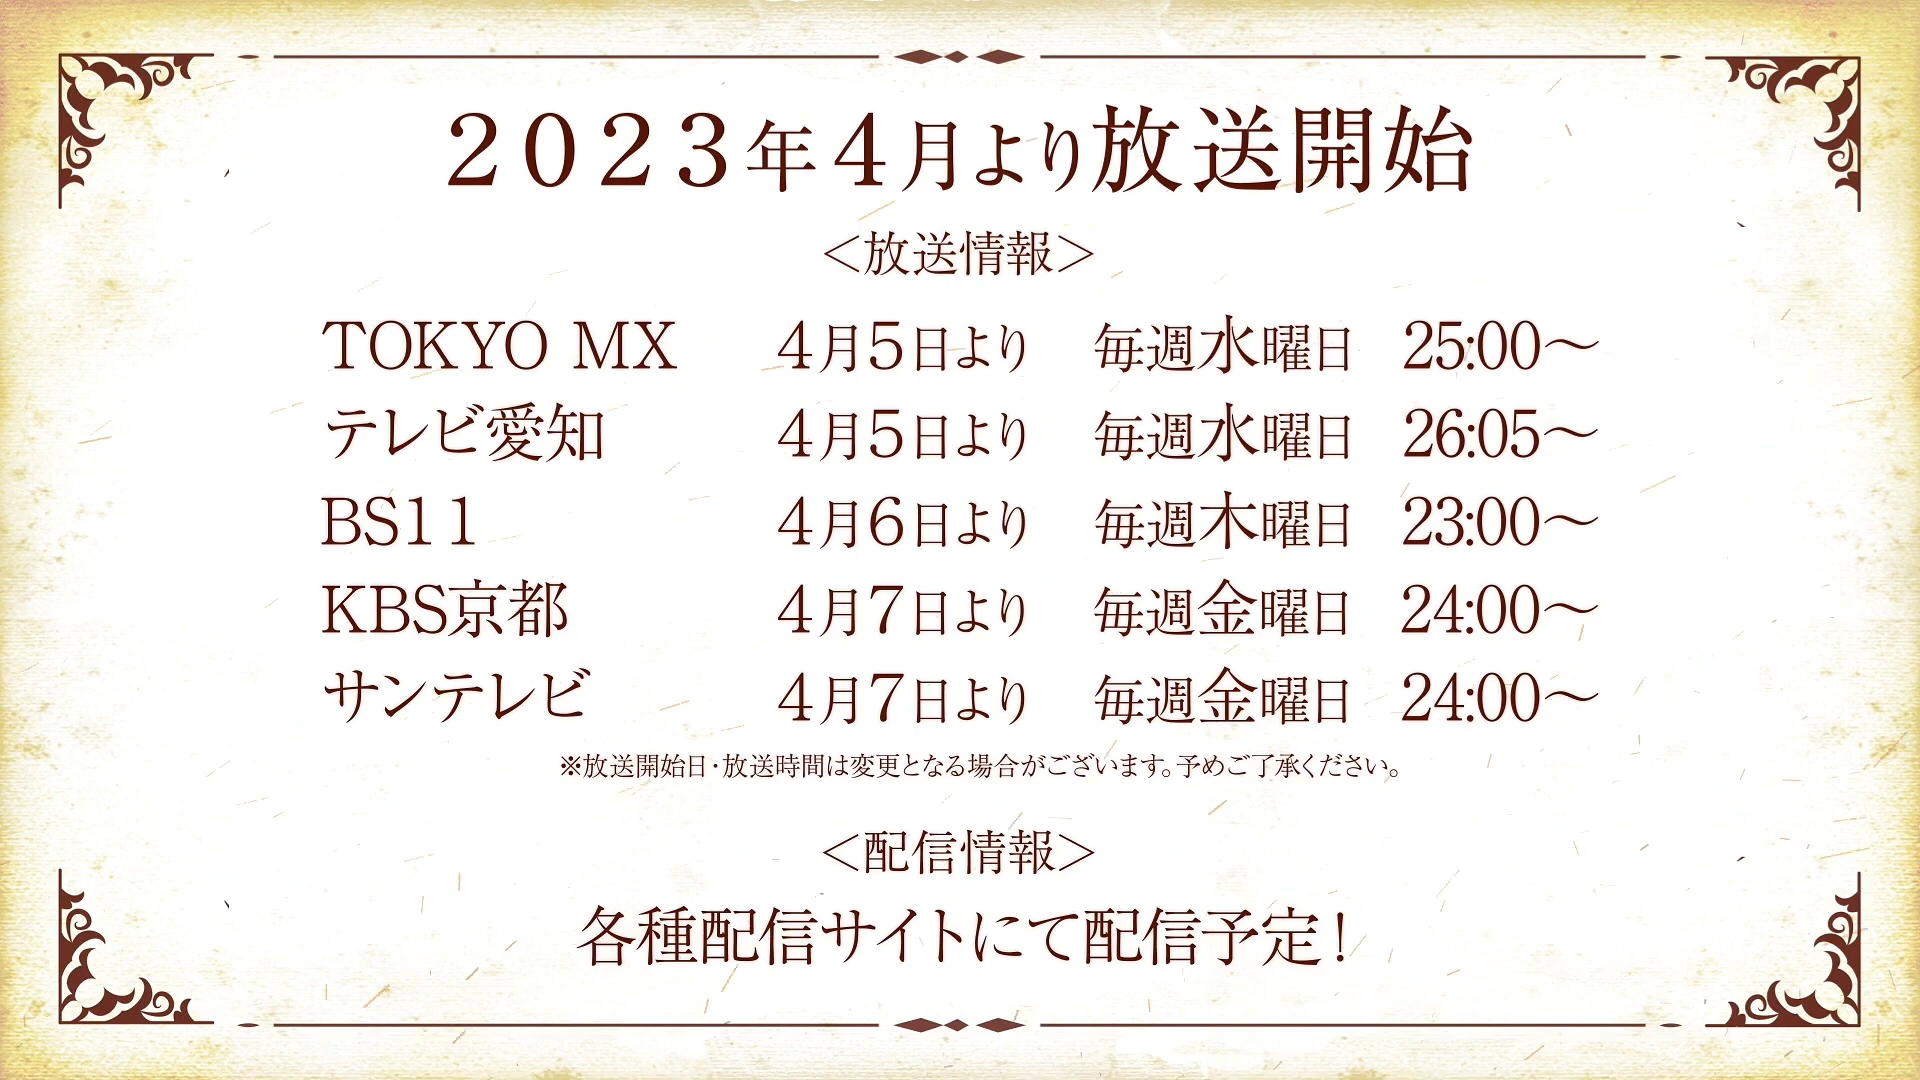 ２０２３年４月より放送開始
＜放送情報＞
TOKYO MX ４月５日より 毎週水曜日 25:00～
テレビ愛知 ４月５日より 毎週水曜日 26:05～
BS11 ４月６日より 毎週木曜日 23:00～
KBS京都 ４月７日より 毎週金曜日 24:00～
サンテレビ ４月７日より 毎週金曜日 24:00～
※放送開始日・放送時間は変更となる場合がございます。予めご了承ください。
＜配信情報＞
各種配信サイトにて配信予定！